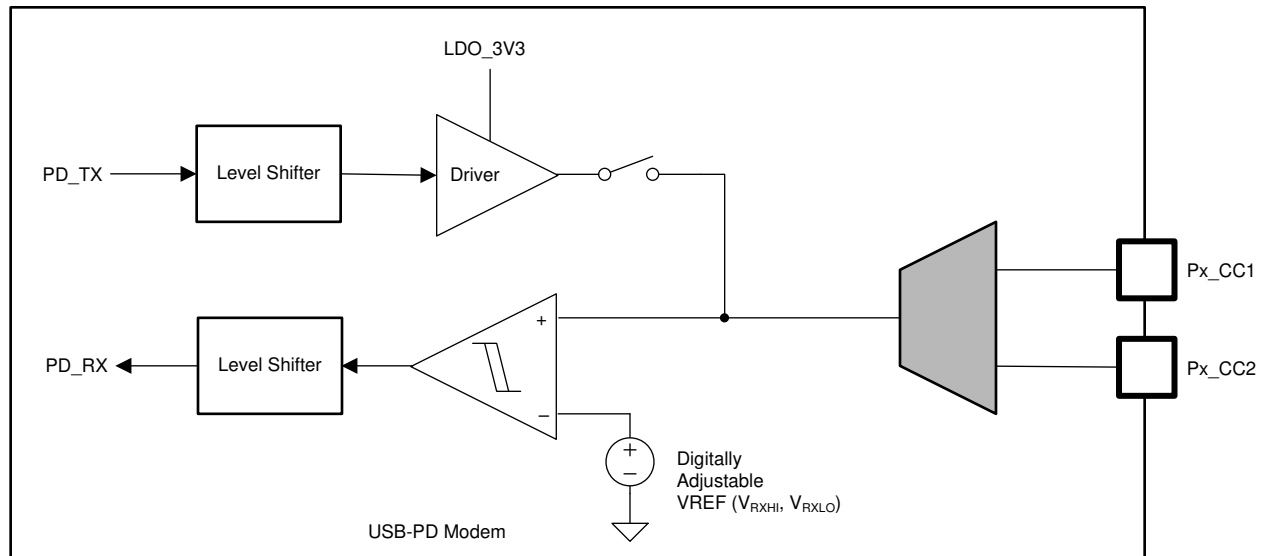 LDO_3V3
PD_TX
Level Shifter
Driver
Px_CC1
+
PD_RX
Level Shifter
Px_CC2
−
+
−
Digitally
Adjustable
VREF (VRXHI, VRXLO)
USB-PD Modem